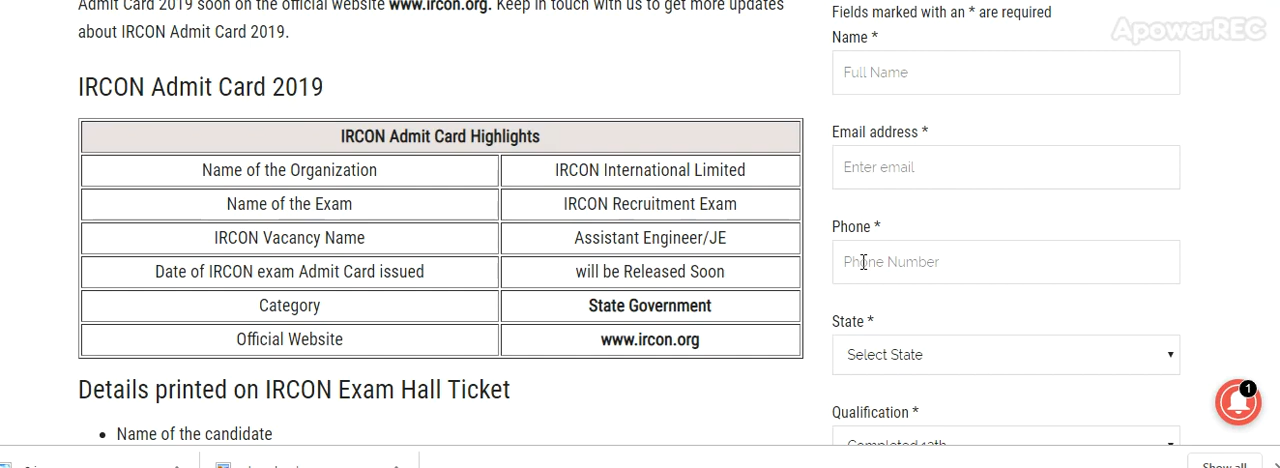 Admit Card 2019 soon on the official website www.ircon.org. Keep in touch with us to get more updates
about IRCON Admit Card 2019.
IRCON Admit Card 2019
IRCON Admit Card Highlights
Name of the Organization IRCON International Limited
Name of the Exam IRCON Recruitment Exam
IRCON Vacancy Name Assistant Engineer/JE
Date of IRCON exam Admit Card issued will be Released Soon
Category State Government
Official Website www.ircon.org
Details printed on IRCON Exam Hall Ticket
• Name of the candidate
Fields marked with an * are required
ApowerREC
Name *
Full Name
Email address *
Enter email
Phone *
Phone Number
State *
Select State
1
Qualification *
Completed 12th
Show all